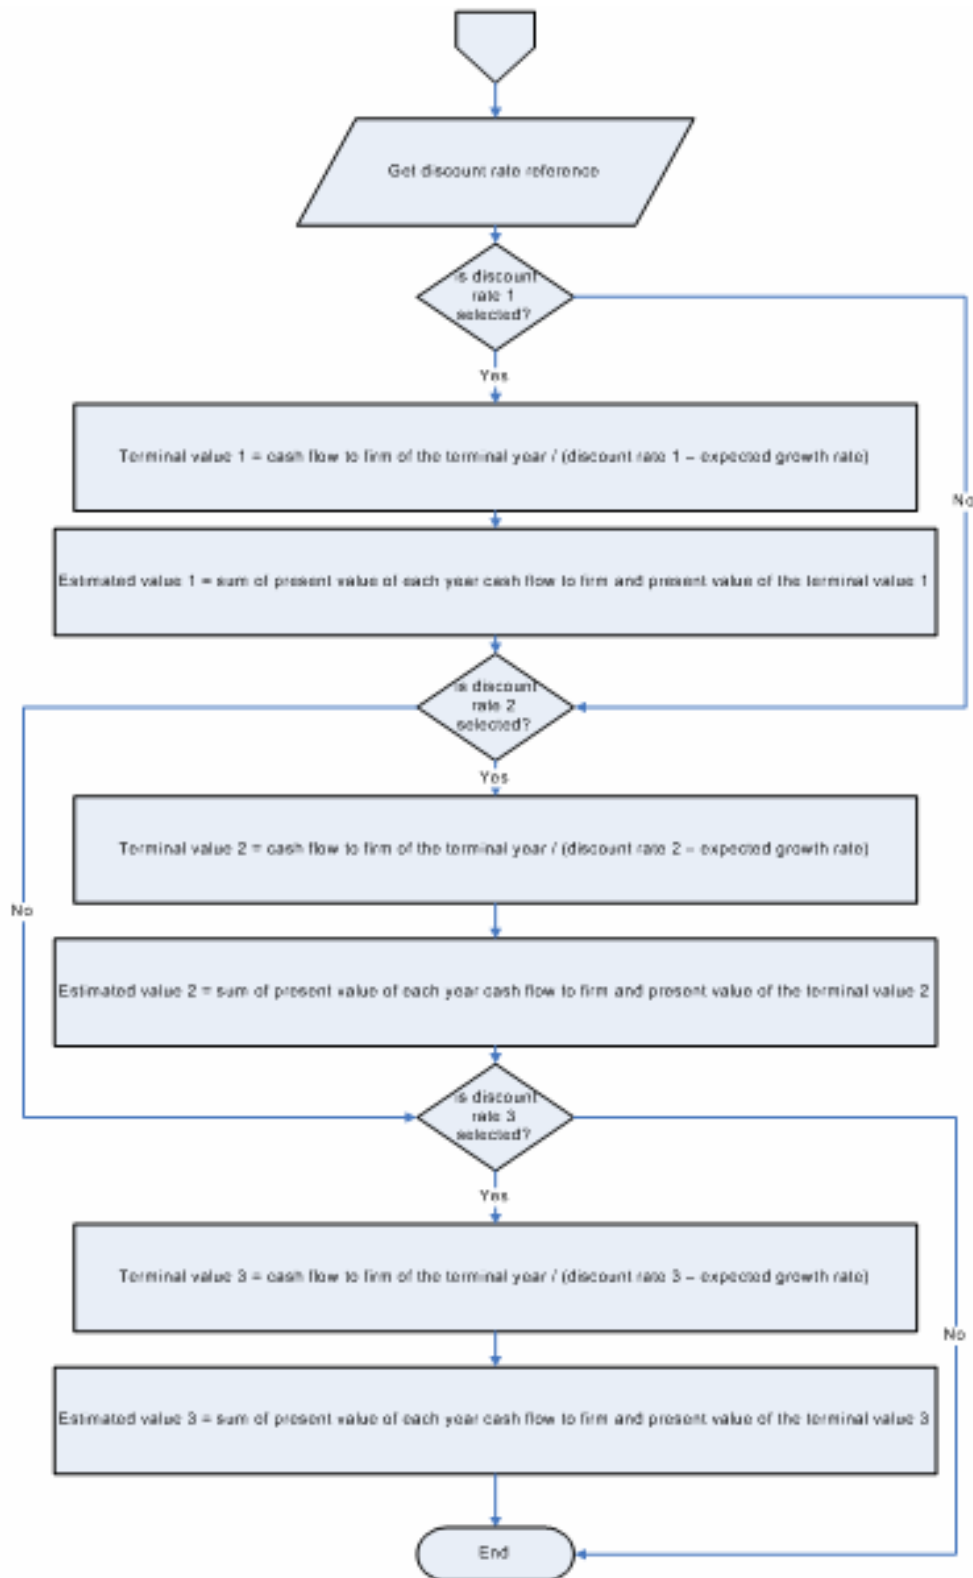 Get discount rate reference
Is discount
rate 1
selected?
Yes
Terminal value 1 = cash flow to firm of the terminal year / (discount rate 1 – expected growth rate)
No
Estimated value 1 = sum of present value of each year cash flow to firm and present value of the terminal value 1
Is discount
rate 2
selected?
Yes
Terminal value 2 = cash flow to firm of the terminal year / (discount rate 2 – expected growth rate)
No
Estimated value 2 = sum of present value of each year cash flow to firm and present value of the terminal value 2
Is discount
rate 3
selected?
Yes
Terminal value 3 = cash flow to firm of the terminal year / (discount rate 3 – expected growth rate)
No
Estimated value 3 = sum of present value of each year cash flow to firm and present value of the terminal value 3
End